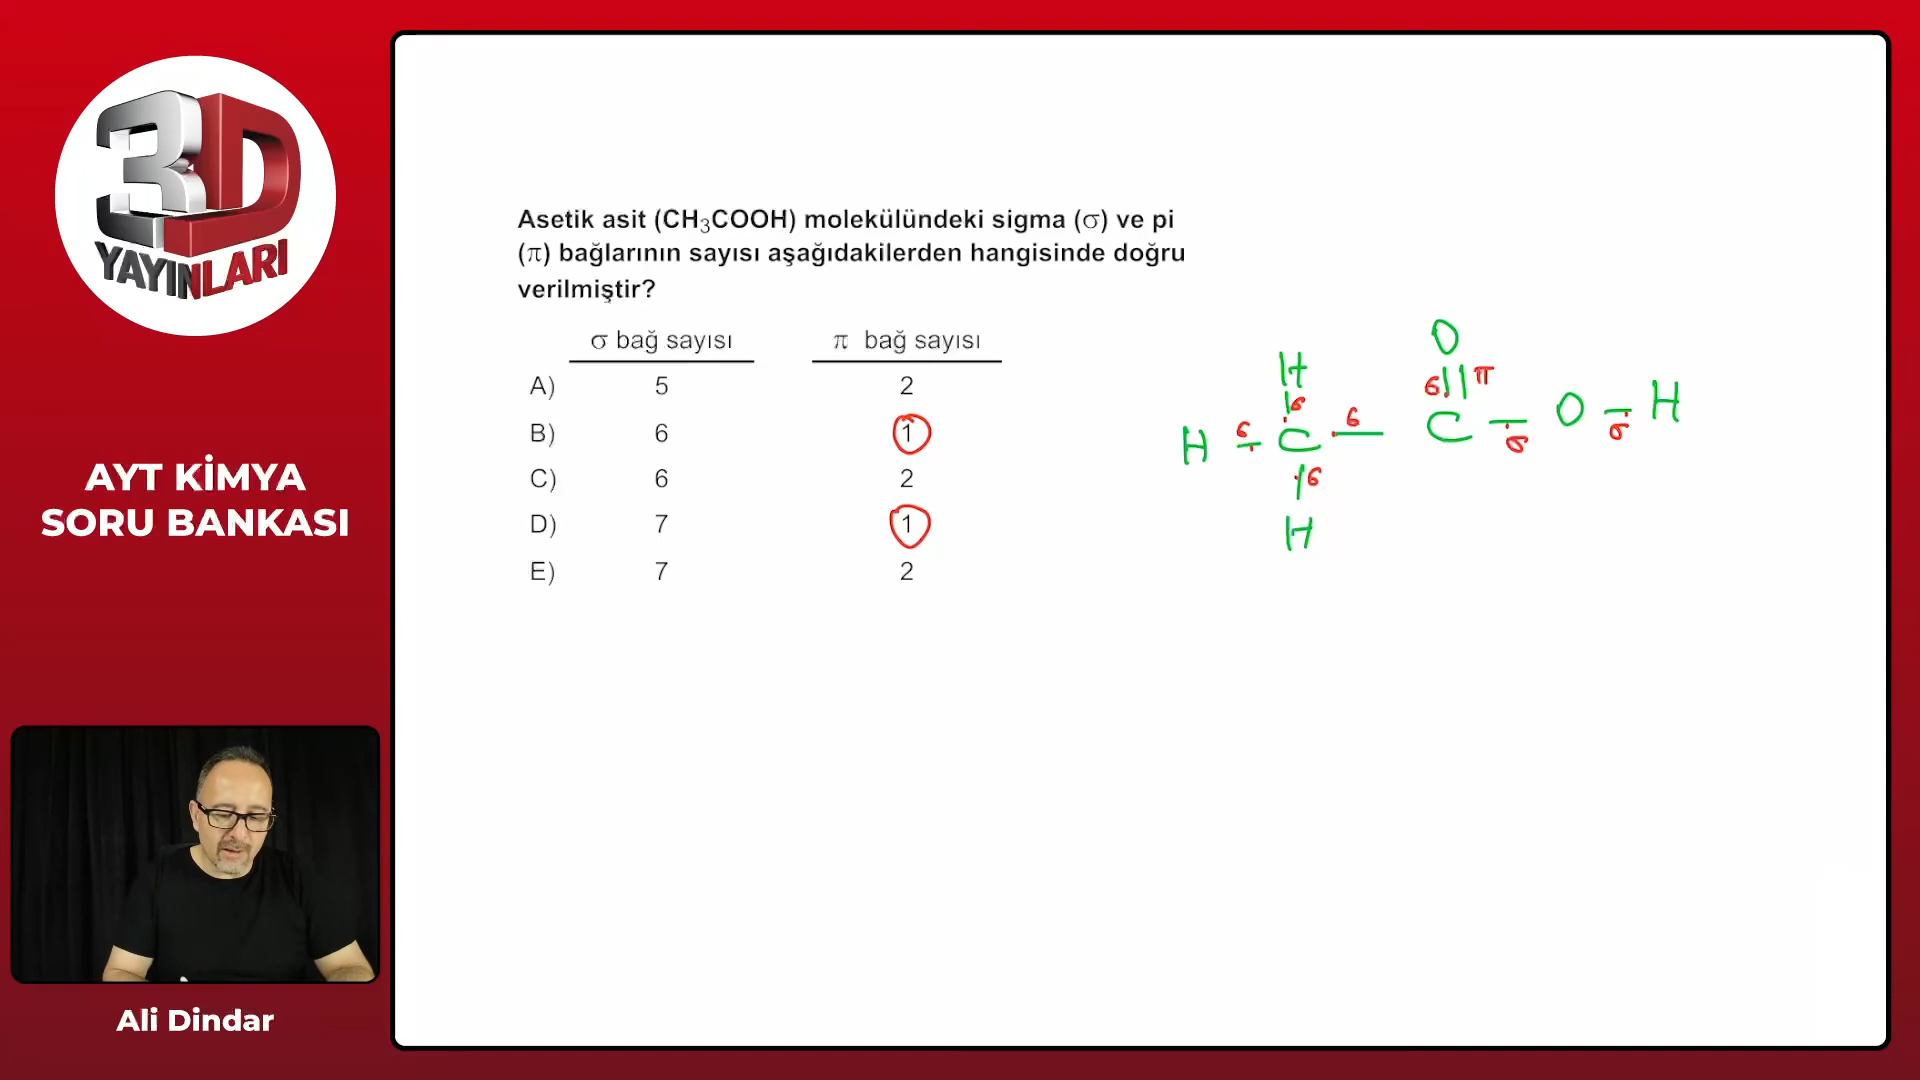 3D
YAYINLARI
AYT KİMYA
SORU BANKASI
Ali Dindar
Asetik asit (CH₃COOH) molekülündeki sigma (σ) ve pi
(π) bağlarının sayısı aşağıdakilerden hangisinde doğru
verilmiştir?
σ bağ sayısı π bağ sayısı
A) 5 2
B) 6 1
C) 6 2
D) 7 1
E) 7 2
O
H σ π
σ σ C O H
H σ C σ σ
σ
H